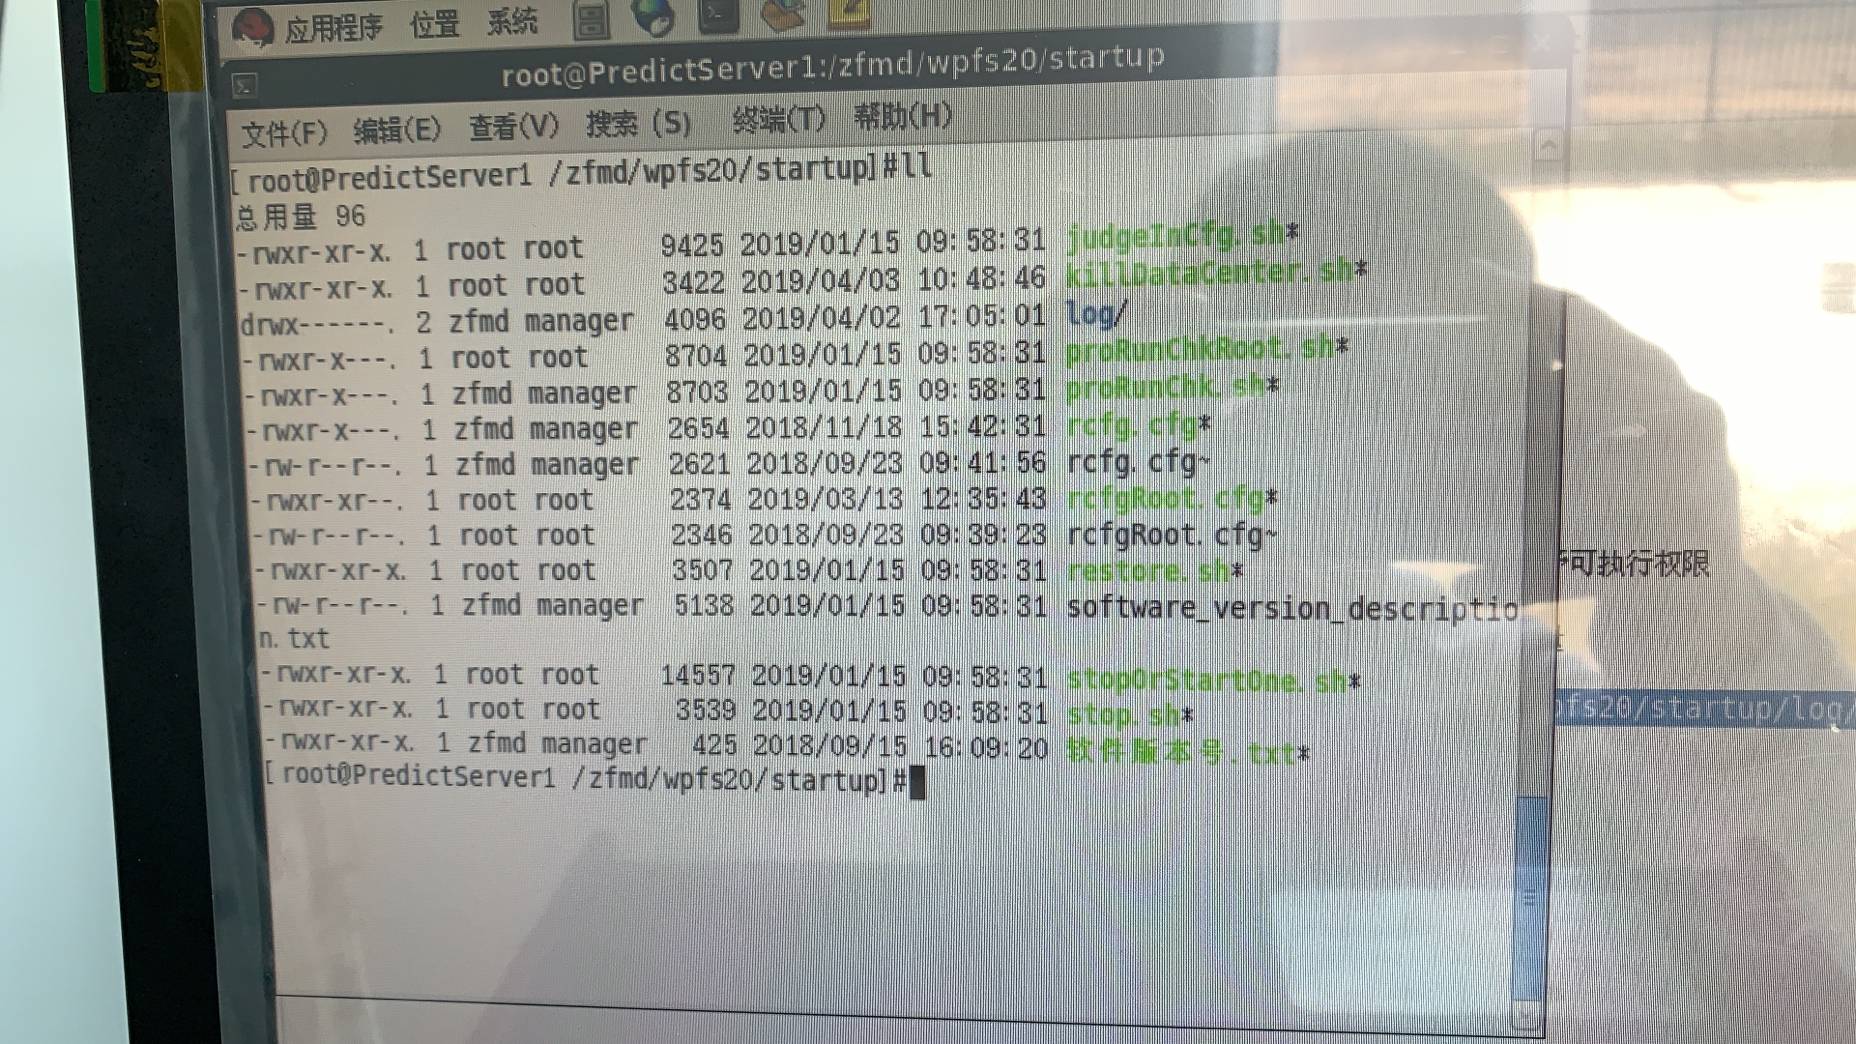 应用程序 位置 系统
root@PredictServer1:/zfmd/wpfs20/startup
文件(F) 编辑(E) 查看(V) 搜索 (S) 终端(T) 帮助(H)
[root@PredictServer1 /zfmd/wpfs20/startup]#ll
总用量 96
-rwxr-xr-x. 1 root root 9425 2019/01/15 09:58:31 judgeInCfg.sh*
-rwxr-xr-x. 1 root root 3422 2019/04/03 10:48:46 killDataCenter.sh*
drwx------. 2 zfmd manager 4096 2019/04/02 17:05:01 log/
-rwxr-x---. 1 root root 8704 2019/01/15 09:58:31 proRunChkRoot.sh*
-rwxr-x---. 1 zfmd manager 8703 2019/01/15 09:58:31 proRunChk.sh*
-rwxr-x---. 1 zfmd manager 2654 2018/11/18 15:42:31 rcfg.cfg*
-rw-r--r--. 1 zfmd manager 2621 2018/09/23 09:41:56 rcfg.cfg~
-rwxr-xr--. 1 root root 2374 2019/03/13 12:35:43 rcfgRoot.cfg*
-rw-r--r--. 1 root root 2346 2018/09/23 09:39:23 rcfgRoot.cfg~
-rwxr-xr-x. 1 root root 3507 2019/01/15 09:58:31 restore.sh*
-rw-r--r--. 1 zfmd manager 5138 2019/01/15 09:58:31 software_version_descriptio
n.txt
-rwxr-xr-x. 1 root root 14557 2019/01/15 09:58:31 stopOrStartOne.sh*
-rwxr-xr-x. 1 root root 3539 2019/01/15 09:58:31 stop.sh*
-rwxr-xr-x. 1 zfmd manager 425 2018/09/15 16:09:20 软件版本号.txt*
[root@PredictServer1 /zfmd/wpfs20/startup]#
可执行权限
fs20/startup/log/